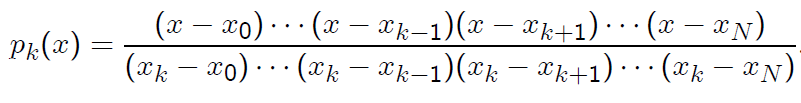 p_k(x) = \frac{(x - x_0) \cdots (x - x_{k-1})(x - x_{k+1}) \cdots (x - x_N)}{(x_k - x_0) \cdots (x_k - x_{k-1})(x_k - x_{k+1}) \cdots (x_k - x_N)}.